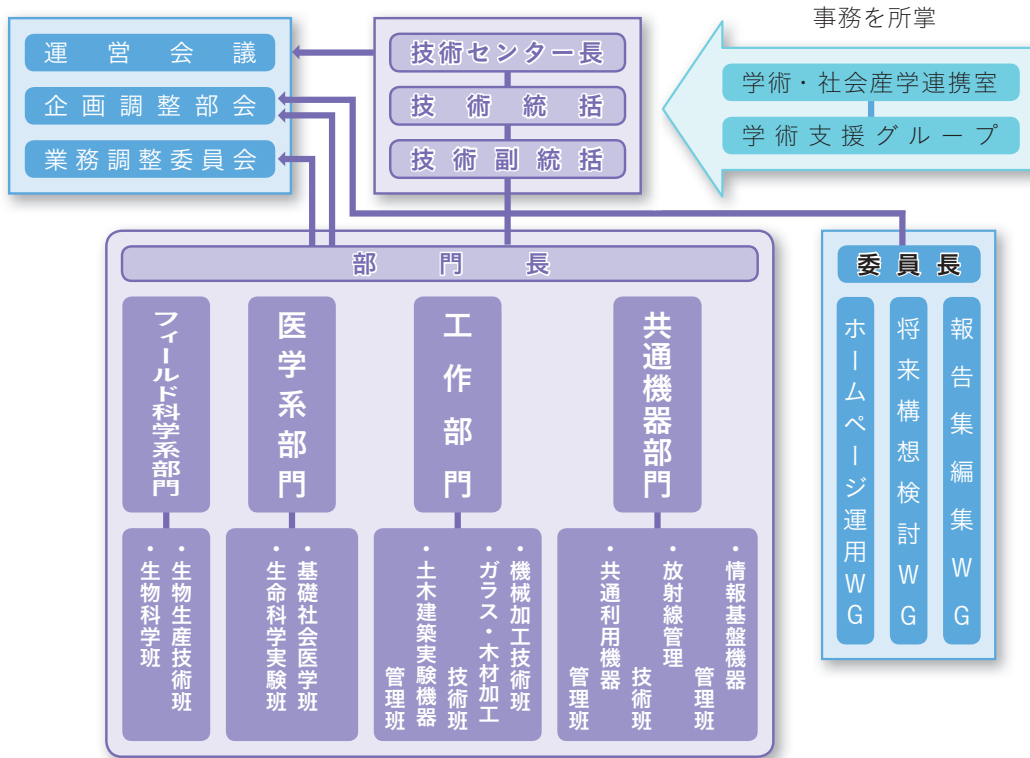 事務を所掌
運営会議
企画調整部会
業務調整委員会
技術センター長
技術統括
技術副統括
学術・社会産学連携室
学術支援グループ
部門長
共通機器部門
・情報基盤機器
管理班
・放射線管理
技術班
・共通利用機器
管理班
工作部門
・機械加工技術班
・ガラス・木材加工
技術班
・土木建築実験機器
管理班
医学系部門
・基礎社会医学班
・生命科学実験班
フィールド科学系部門
・生物生産技術班
・生物科学班
委員長
報告集編集WG
将来構想検討WG
ホームページ運用WG